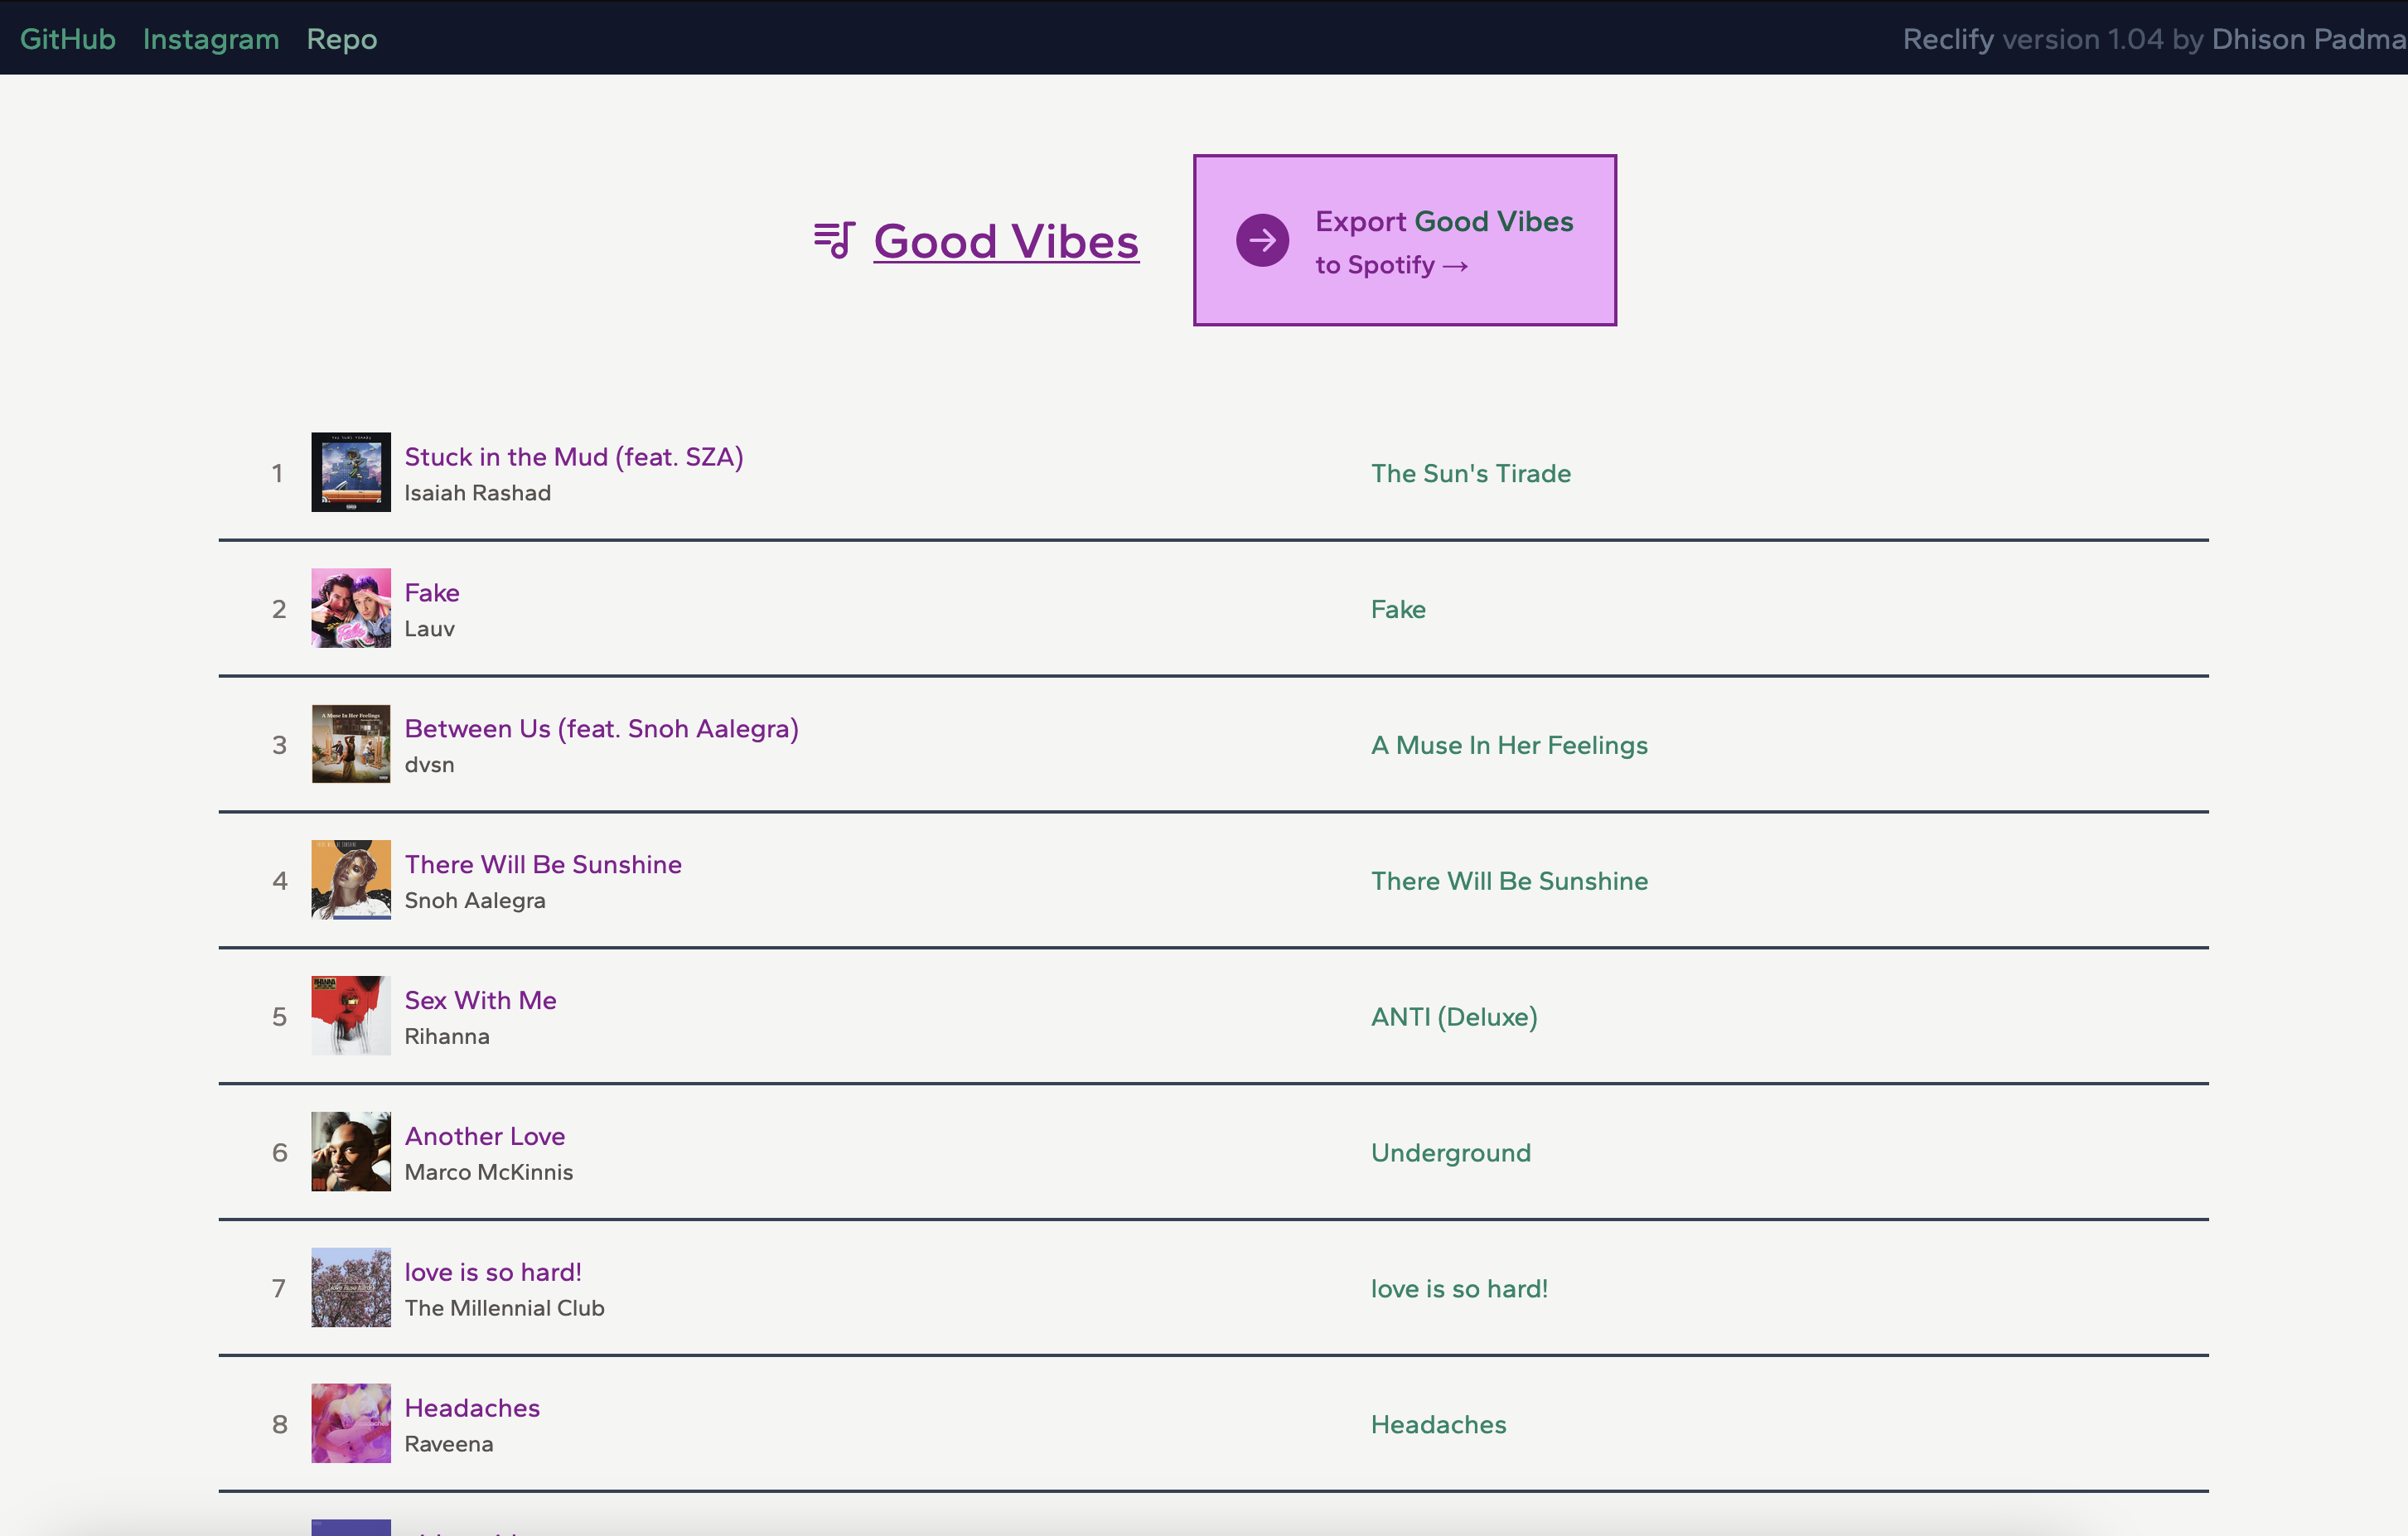 GitHub Instagram Repo Reclify version 1.04 by Dhison Padma
Good Vibes
Export Good Vibes
to Spotify →
1
Stuck in the Mud (feat. SZA)
Isaiah Rashad
The Sun's Tirade
2
Fake
Lauv
Fake
3
Between Us (feat. Snoh Aalegra)
dvsn
A Muse In Her Feelings
4
There Will Be Sunshine
Snoh Aalegra
There Will Be Sunshine
5
Sex With Me
Rihanna
ANTI (Deluxe)
6
Another Love
Marco McKinnis
Underground
7
love is so hard!
The Millennial Club
love is so hard!
8
Headaches
Raveena
Headaches